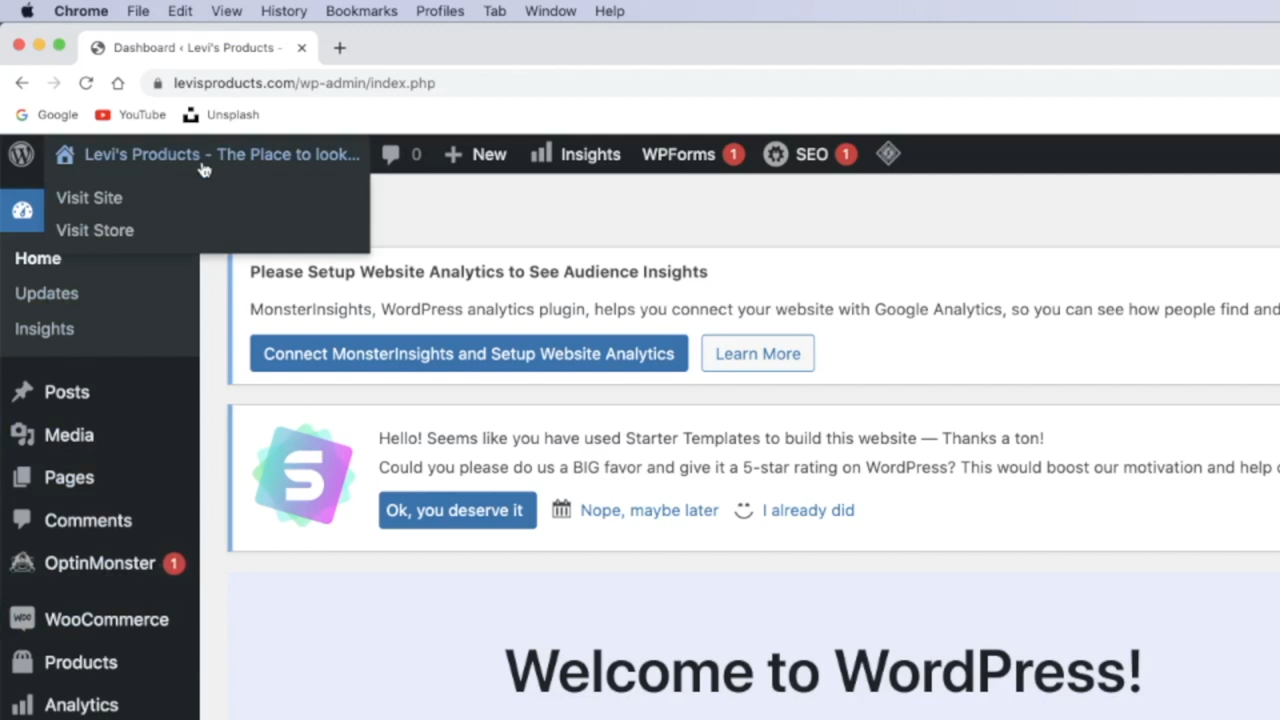 Chrome File Edit View History Bookmarks Profiles Tab Window Help
Dashboard ‹ Levi's Products -
levisproducts.com/wp-admin/index.php
Google YouTube Unsplash
Levi's Products - The Place to look... 0 New Insights WPForms 1 SEO 1
Visit Site
Visit Store
Home
Updates
Insights
Posts
Media
Pages
Comments
OptinMonster 1
WooCommerce
Products
Analytics
Please Setup Website Analytics to See Audience Insights
MonsterInsights, WordPress analytics plugin, helps you connect your website with Google Analytics, so you can see how people find and
Connect MonsterInsights and Setup Website Analytics Learn More
Hello! Seems like you have used Starter Templates to build this website — Thanks a ton!
Could you please do us a BIG favor and give it a 5-star rating on WordPress? This would boost our motivation and help
Ok, you deserve it Nope, maybe later I already did
Welcome to WordPress!